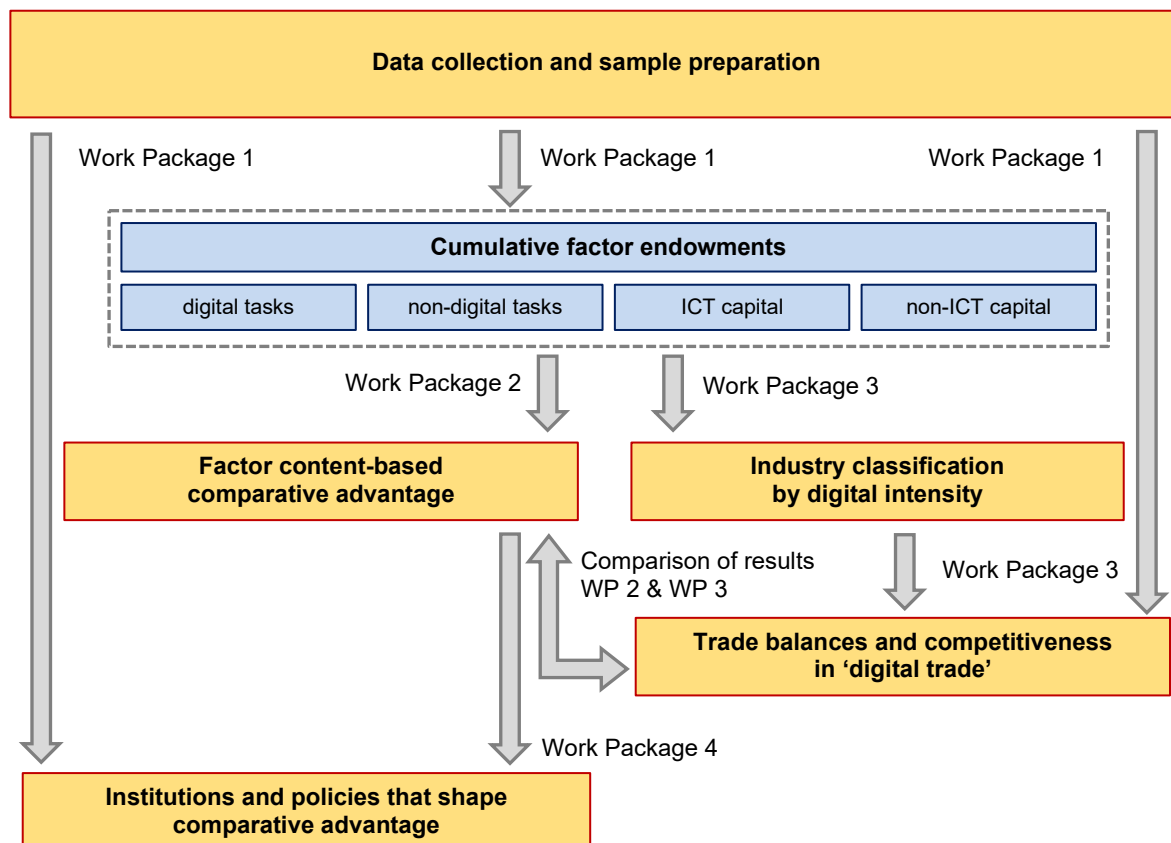 Data collection and sample preparation
Work Package 1
Work Package 1
Work Package 1
Cumulative factor endowments
digital tasks
non-digital tasks
ICT capital
non-ICT capital
Work Package 2
Work Package 3
Factor content-based
comparative advantage
Industry classification
by digital intensity
Comparison of results
WP 2 & WP 3
Work Package 3
Trade balances and competitiveness
in ‘digital trade’
Work Package 4
Institutions and policies that shape
comparative advantage